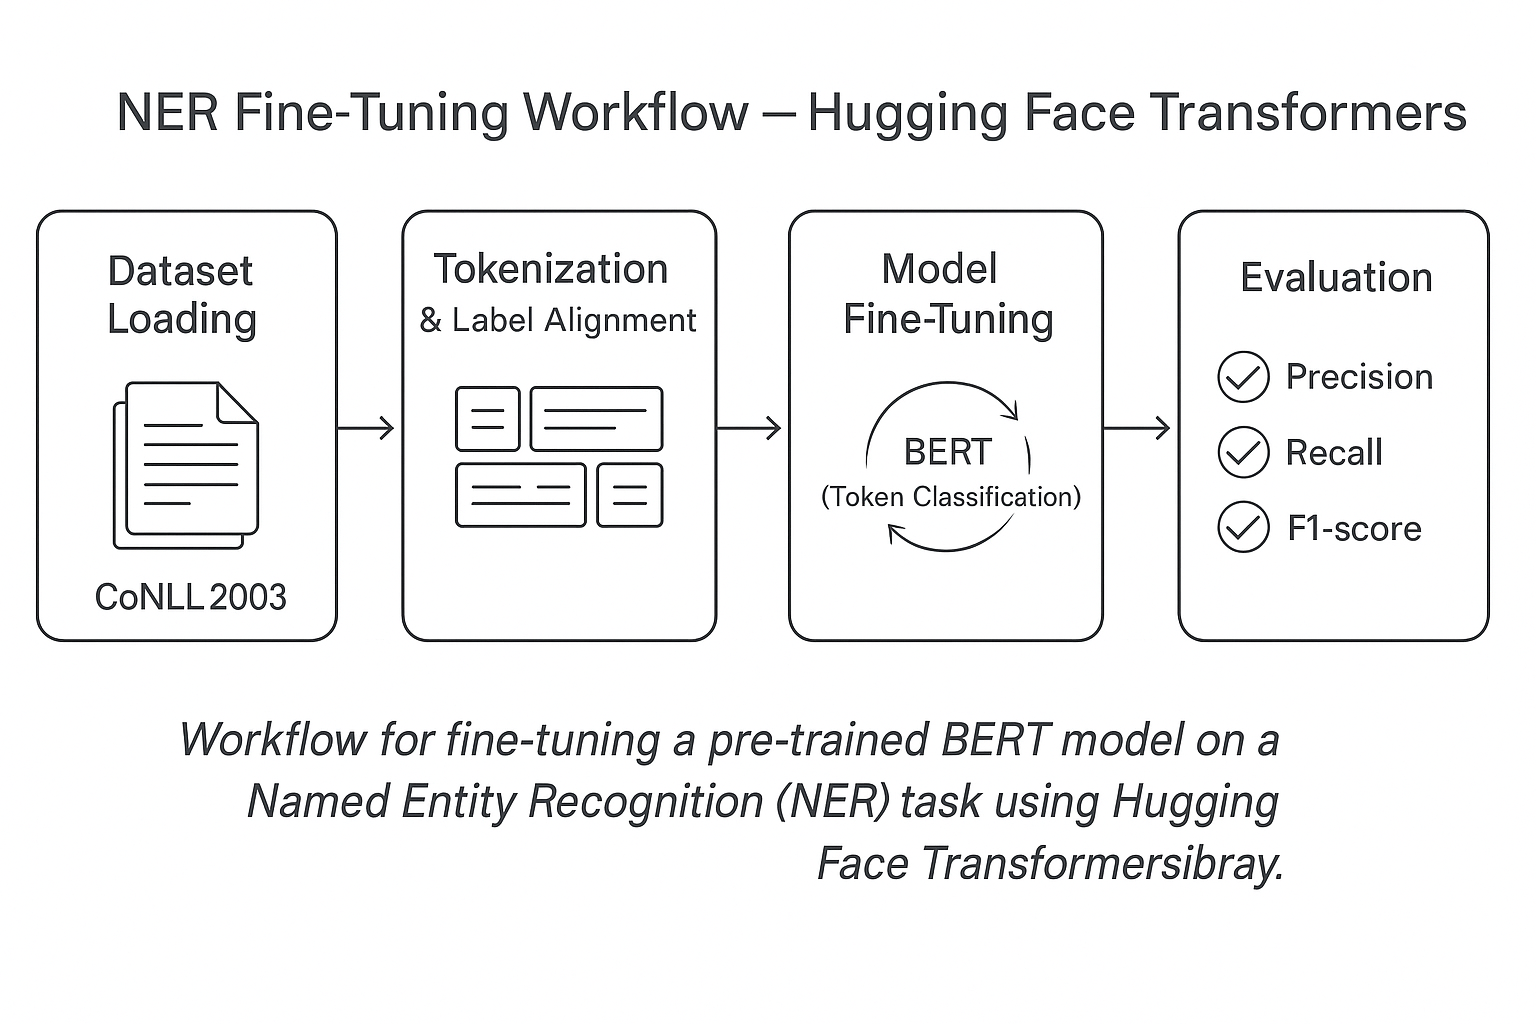 NER Fine-Tuning Workflow — Hugging Face Transformers
Dataset
Loading
CoNLL 2003
Tokenization
& Label Alignment
Model
Fine-Tuning
BERT
(Token Classification)
Evaluation
Precision
Recall
F1-score
Workflow for fine-tuning a pre-trained BERT model on a
Named Entity Recognition (NER) task using Hugging
Face Transformersibray.